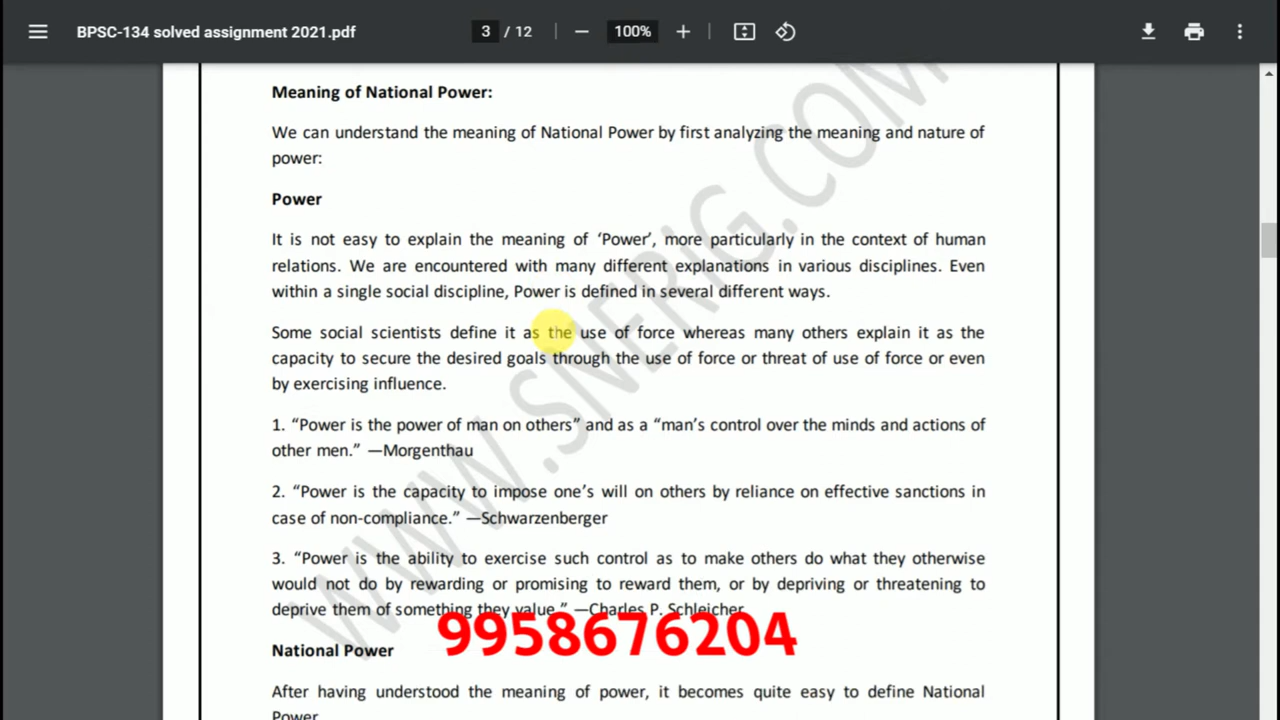 BPSC-134 solved assignment 2021.pdf
3 / 12
100%
Meaning of National Power:
We can understand the meaning of National Power by first analyzing the meaning and nature of
power:
Power
It is not easy to explain the meaning of ‘Power’, more particularly in the context of human
relations. We are encountered with many different explanations in various disciplines. Even
within a single social discipline, Power is defined in several different ways.
Some social scientists define it as the use of force whereas many others explain it as the
capacity to secure the desired goals through the use of force or threat of use of force or even
by exercising influence.
1. “Power is the power of man on others” and as a “man’s control over the minds and actions of
other men.” —Morgenthau
2. “Power is the capacity to impose one’s will on others by reliance on effective sanctions in
case of non-compliance.” —Schwarzenberger
3. “Power is the ability to exercise such control as to make others do what they otherwise
would not do by rewarding or promising to reward them, or by depriving or threatening to
deprive them of something they value.” —Charles P. Schleicher
9958676204
National Power
After having understood the meaning of power, it becomes quite easy to define National
Power.
WWW.SNERIG.COM